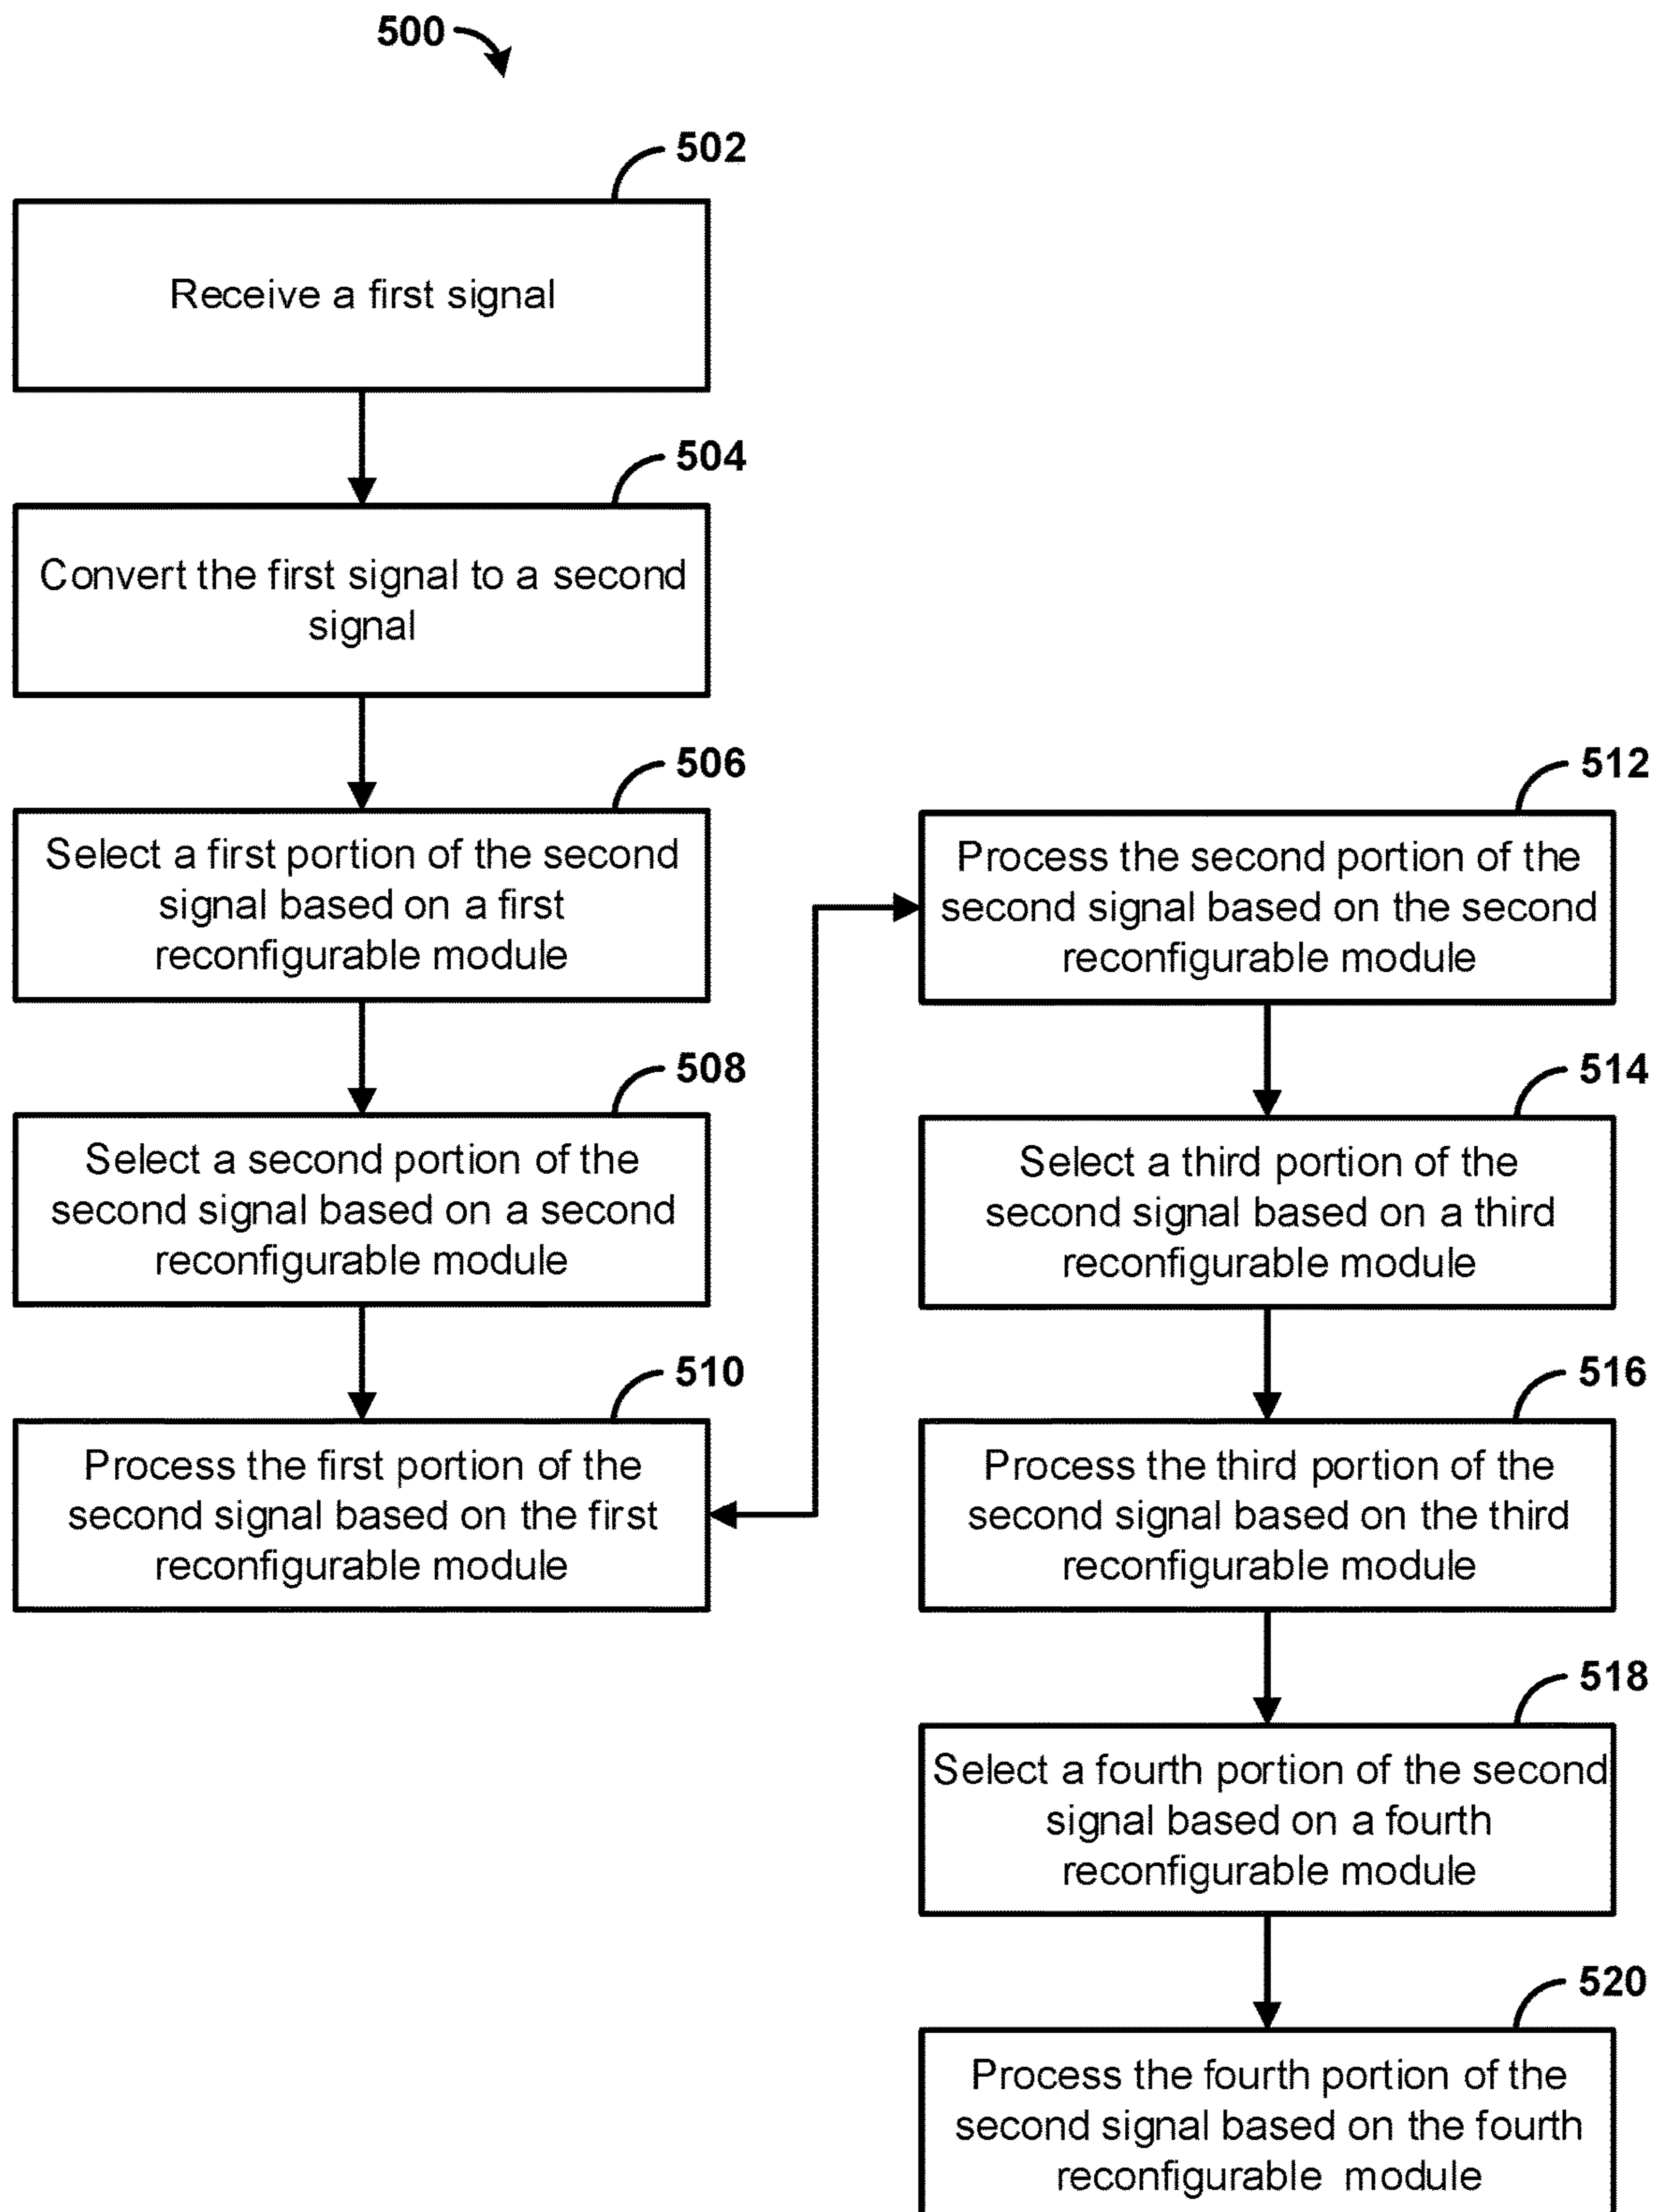 500
502
Receive a first signal
504
Convert the first signal to a second
signal
506
Select a first portion of the second
signal based on a first
reconfigurable module
508
Select a second portion of the
second signal based on a second
reconfigurable module
510
Process the first portion of the
second signal based on the first
reconfigurable module
512
Process the second portion of the
second signal based on the second
reconfigurable module
514
Select a third portion of the
second signal based on a third
reconfigurable module
516
Process the third portion of the
second signal based on the third
reconfigurable module
518
Select a fourth portion of the second
signal based on a fourth
reconfigurable module
520
Process the fourth portion of the
second signal based on the fourth
reconfigurable module